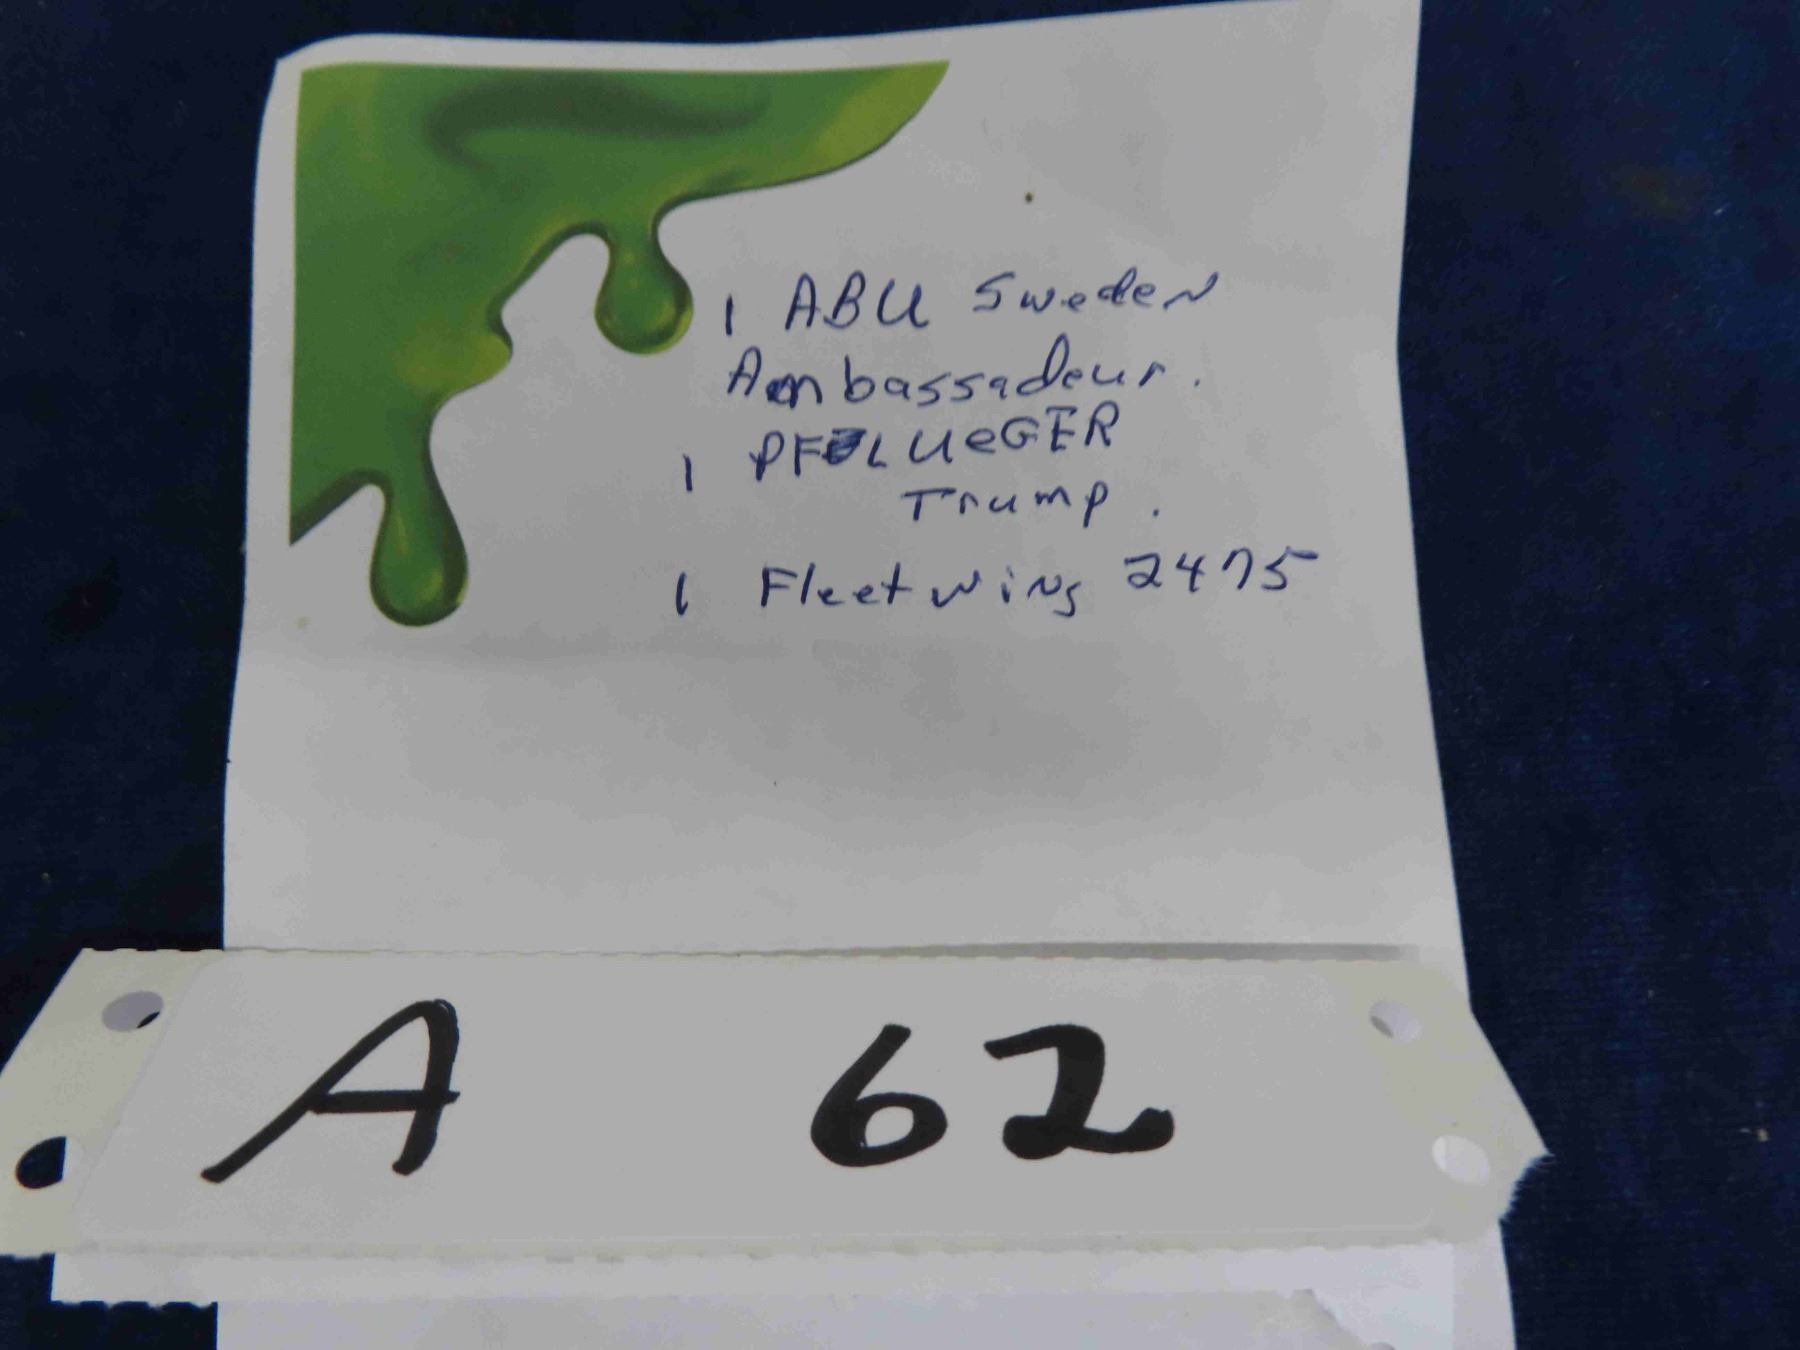 1 ABU Sweden
Ambassadeur.
1 PFLUeGER
Trump.
1 Fleetwing 2475
A 62